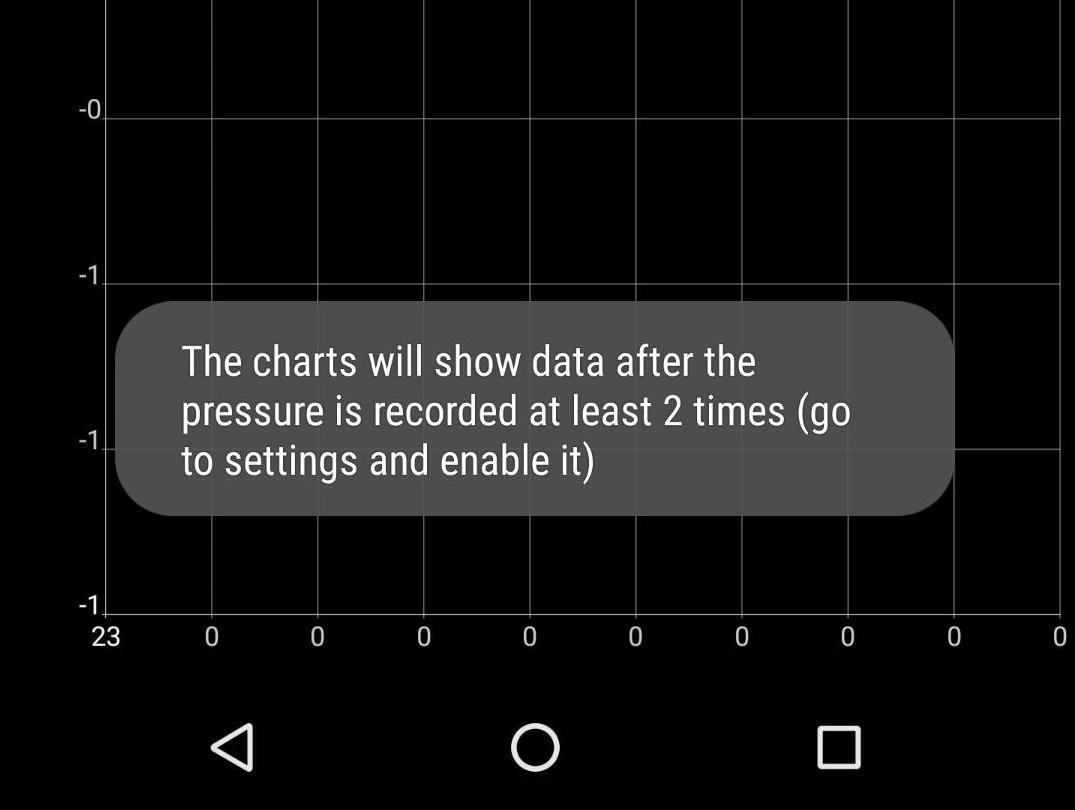 -0
-1
The charts will show data after the
pressure is recorded at least 2 times (go
to settings and enable it)
-1
-1
23 0 0 0 0 0 0 0 0 0